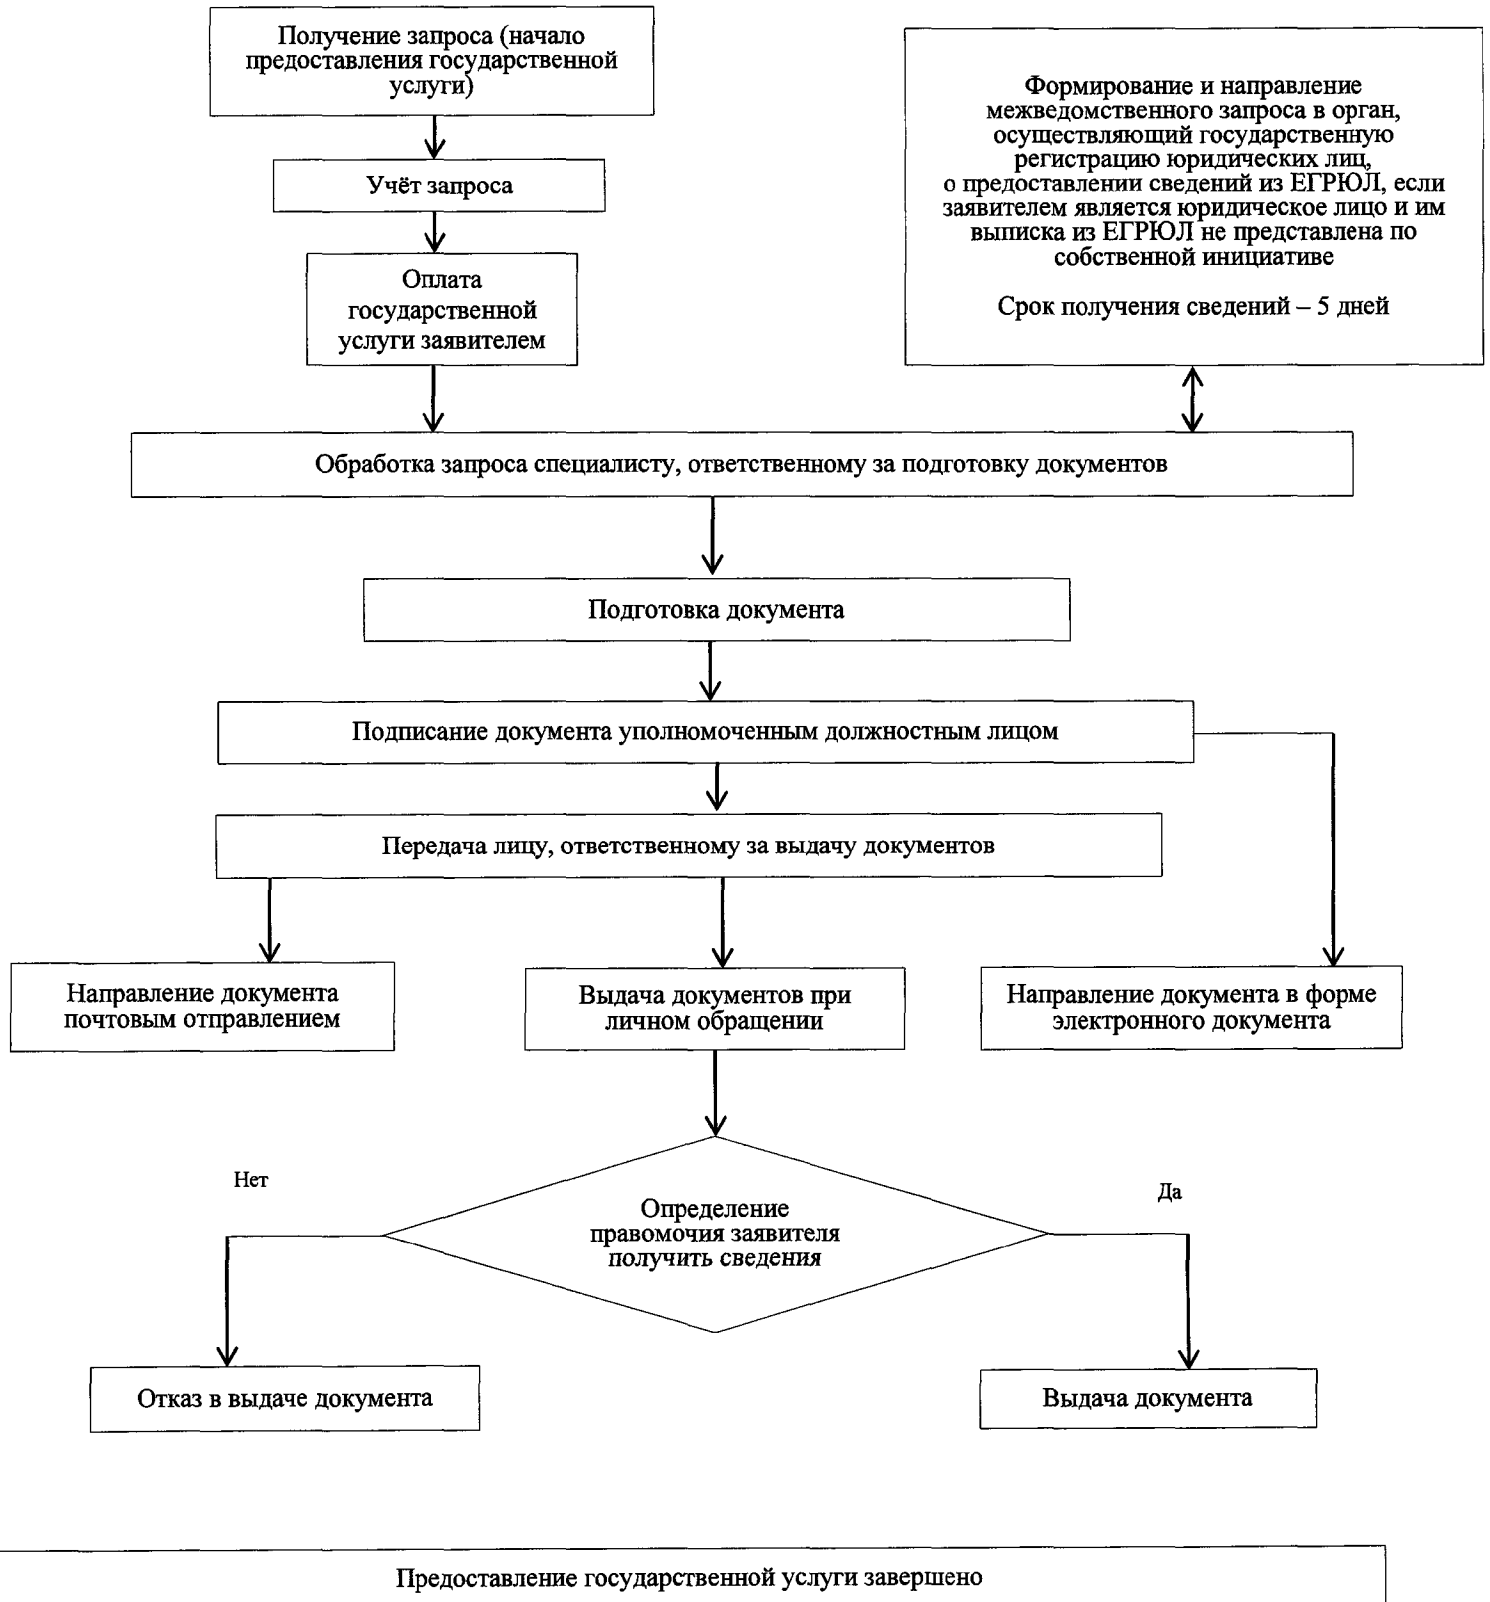 Получение запроса (начало
предоставления государственной
услуги)
Учёт запроса
Оплата
государственной
услуги заявителем
Формирование и направление
межведомственного запроса в орган,
осуществляющий государственную
регистрацию юридических лиц,
о предоставлении сведений из ЕГРЮЛ, если
заявителем является юридическое лицо и им
выписка из ЕГРЮЛ не представлена по
собственной инициативе
Срок получения сведений – 5 дней
Обработка запроса специалисту, ответственному за подготовку документов
Подготовка документа
Подписание документа уполномоченным должностным лицом
Передача лицу, ответственному за выдачу документов
Направление документа
почтовым отправлением
Выдача документов при
личном обращении
Направление документа в форме
электронного документа
Нет
Да
Определение
правомочия заявителя
получить сведения
Отказ в выдаче документа
Выдача документа
Предоставление государственной услуги завершено